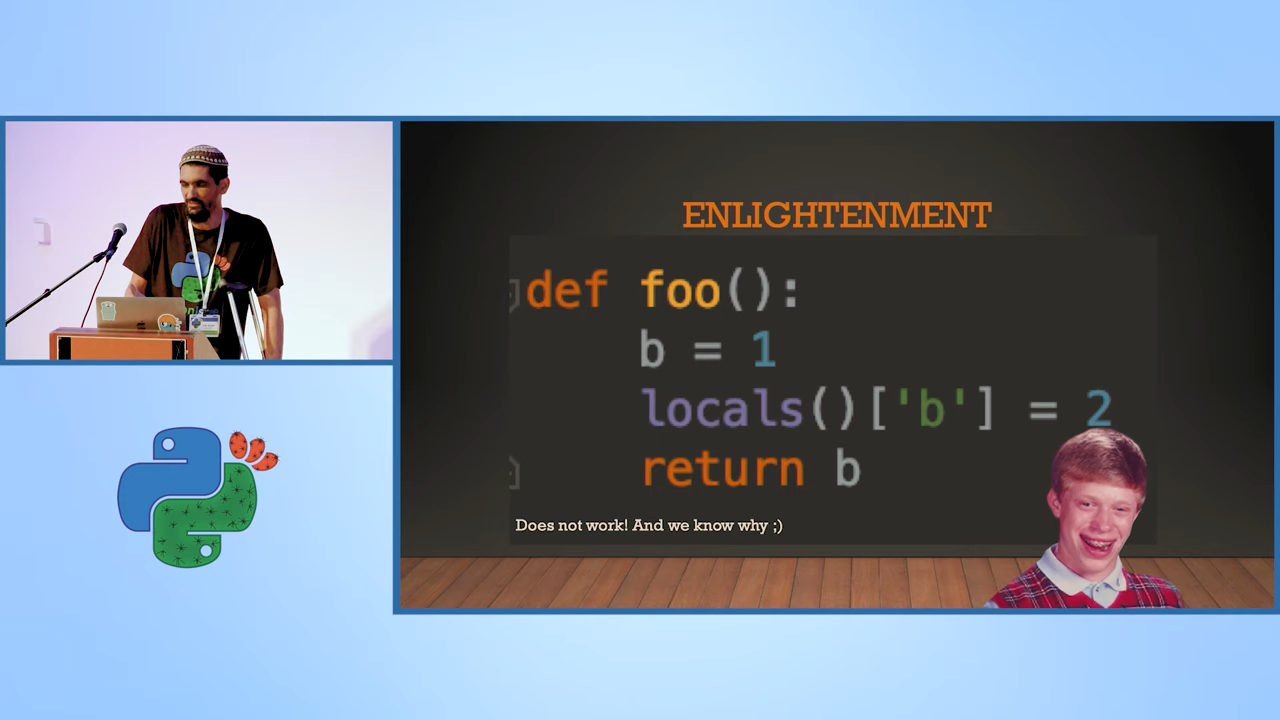 ENLIGHTENMENT
def foo():
b = 1
locals()['b'] = 2
return b
Does not work! And we know why ;)